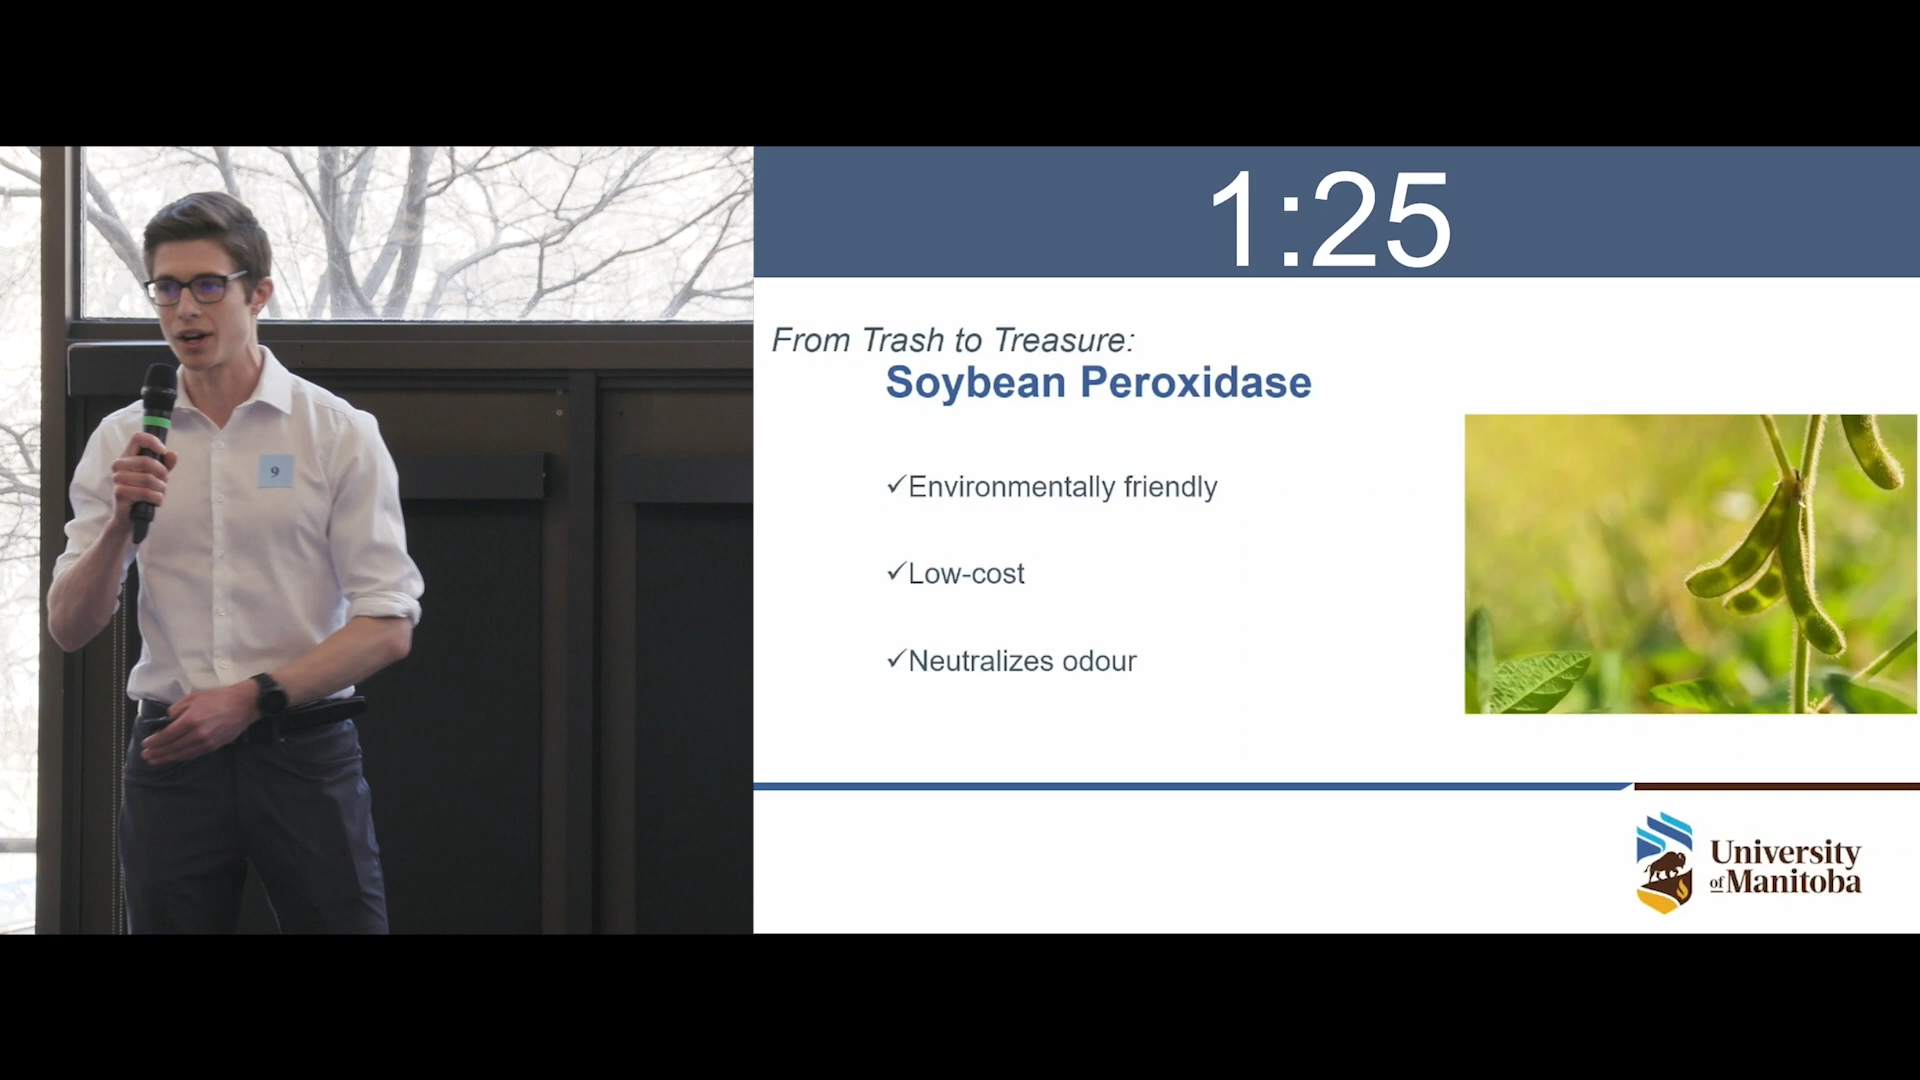 9
1:25
From Trash to Treasure:
Soybean Peroxidase
✓Environmentally friendly
✓Low-cost
✓Neutralizes odour
University
of Manitoba